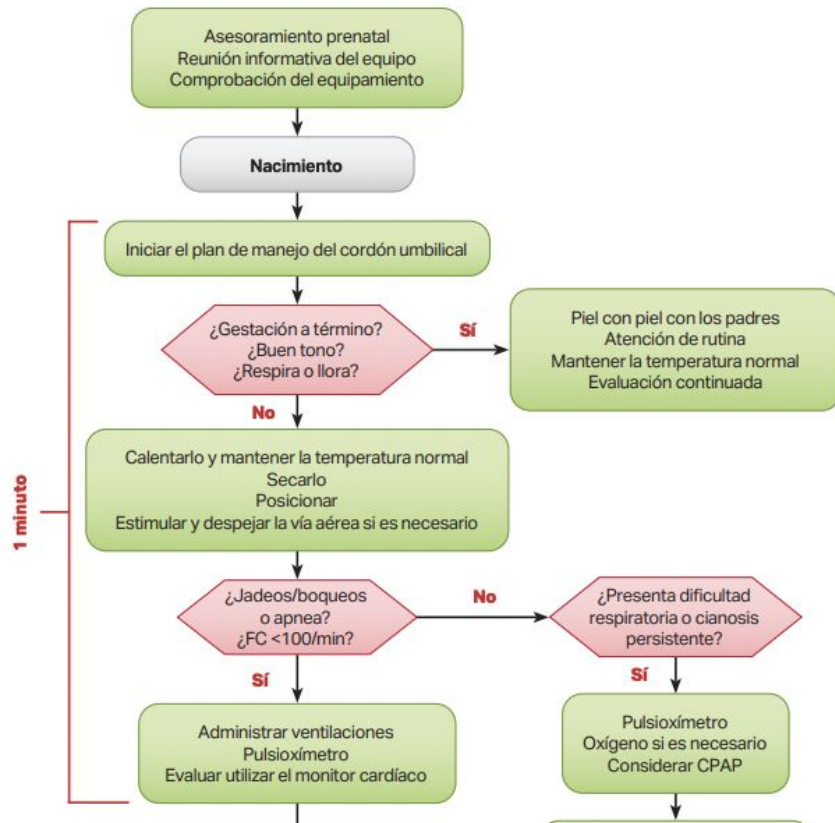 Asesoramiento prenatal
Reunión informativa del equipo
Comprobación del equipamiento
Nacimiento
Iniciar el plan de manejo del cordón umbilical
¿Gestación a término?
¿Buen tono?
¿Respira o llora?
Sí
Piel con piel con los padres
Atención de rutina
Mantener la temperatura normal
Evaluación continuada
No
Calentarlo y mantener la temperatura normal
Secarlo
Posicionar
Estimular y despejar la vía aérea si es necesario
1 minuto
¿Jadeos/boqueos
o apnea?
¿FC <100/min?
No
¿Presenta dificultad
respiratoria o cianosis
persistente?
Sí
Sí
Administrar ventilaciones
Pulsioxímetro
Evaluar utilizar el monitor cardíaco
Pulsioxímetro
Oxígeno si es necesario
Considerar CPAP